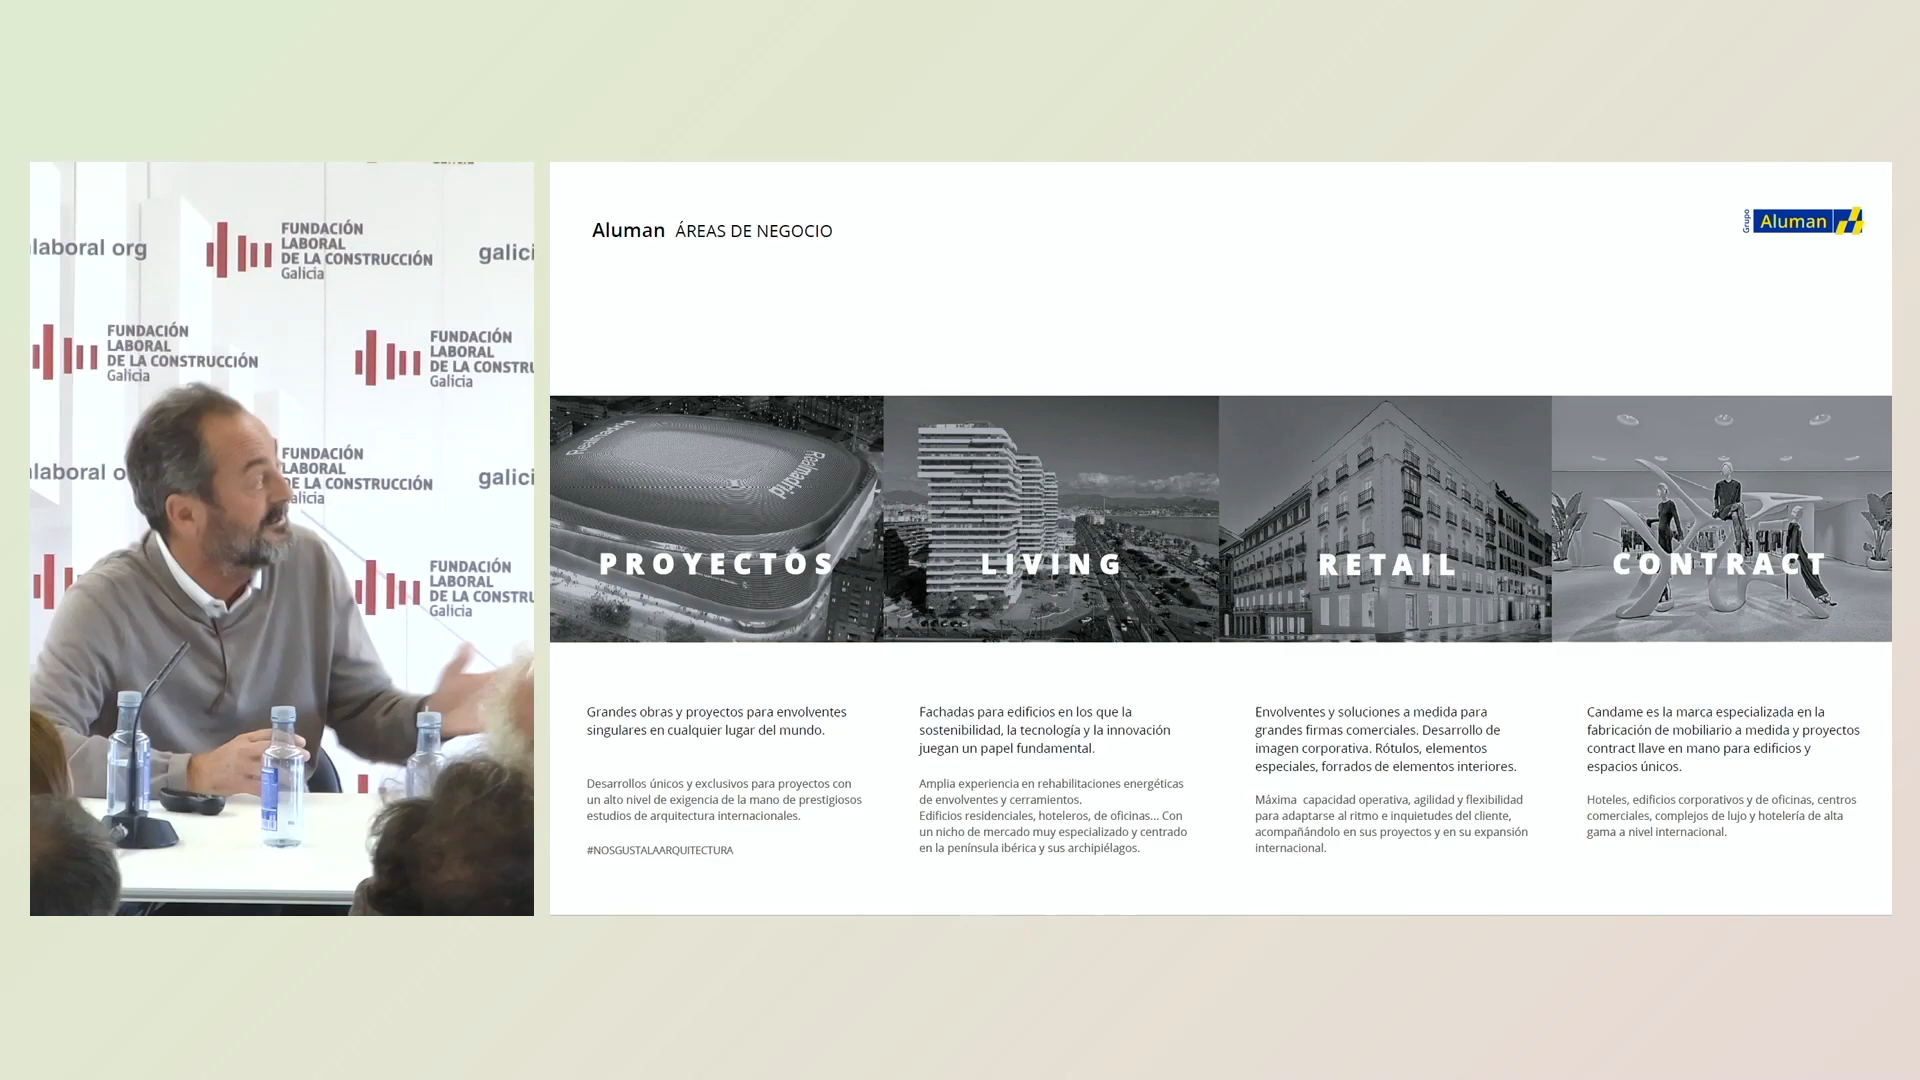 laboral org
FUNDACIÓN
LABORAL
DE LA CONSTRUCCIÓN
Galicia
galici
FUNDACIÓN
LABORAL
DE LA CONSTRUCCIÓN
Galicia
FUNDACIÓN
LABORAL
DE LA CONSTRU
Galicia
laboral o
FUNDACIÓN
LABORAL
DE LA CONSTRUCCIÓN
alicia
galici
FUNDACIÓN
LABORAL
DE LA CONSTRU
Galicia
Aluman ÁREAS DE NEGOCIO
Grupo Aluman
Realmadrid
Realmadrid
PROYECTOS
LIVING
RETAIL
CONTRACT
Grandes obras y proyectos para envolventes
singulares en cualquier lugar del mundo.
Desarrollos únicos y exclusivos para proyectos con
un alto nivel de exigencia de la mano de prestigiosos
estudios de arquitectura internacionales.
#NOSGUSTALAARQUITECTURA
Fachadas para edificios en los que la
sostenibilidad, la tecnología y la innovación
juegan un papel fundamental.
Amplia experiencia en rehabilitaciones energéticas
de envolventes y cerramientos.
Edificios residenciales, hoteleros, de oficinas... Con
un nicho de mercado muy especializado y centrado
en la península ibérica y sus archipiélagos.
Envolventes y soluciones a medida para
grandes firmas comerciales. Desarrollo de
imagen corporativa. Rótulos, elementos
especiales, forrados de elementos interiores.
Máxima capacidad operativa, agilidad y flexibilidad
para adaptarse al ritmo e inquietudes del cliente,
acompañándolo en sus proyectos y en su expansión
internacional.
Candame es la marca especializada en la
fabricación de mobiliario a medida y proyectos
contract llave en mano para edificios y
espacios únicos.
Hoteles, edificios corporativos y de oficinas, centros
comerciales, complejos de lujo y hotelería de alta
gama a nivel internacional.